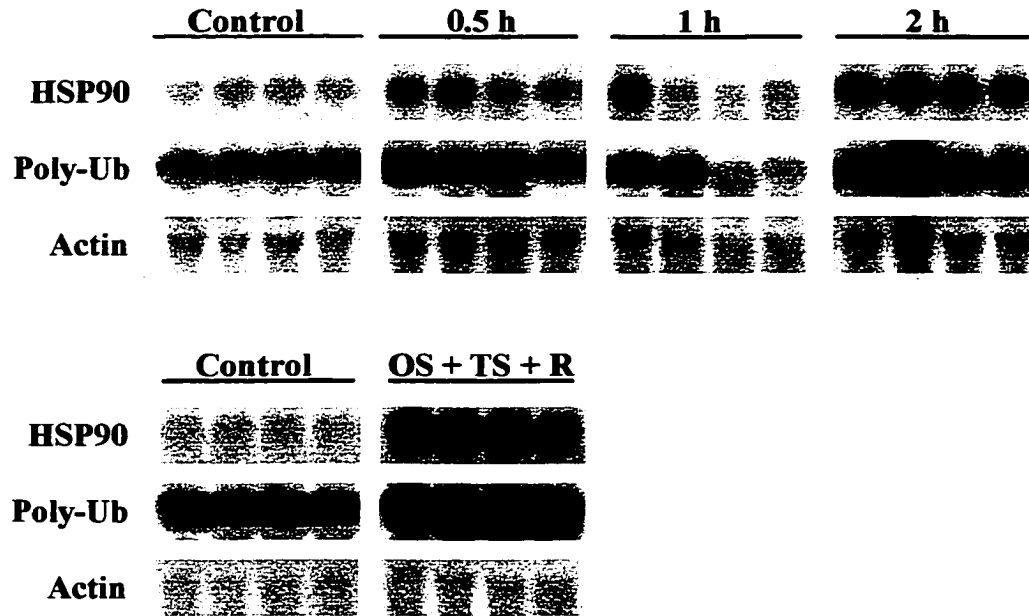 Control 0.5 h 1 h 2 h
HSP90
Poly-Ub
Actin
Control OS + TS + R
HSP90
Poly-Ub
Actin